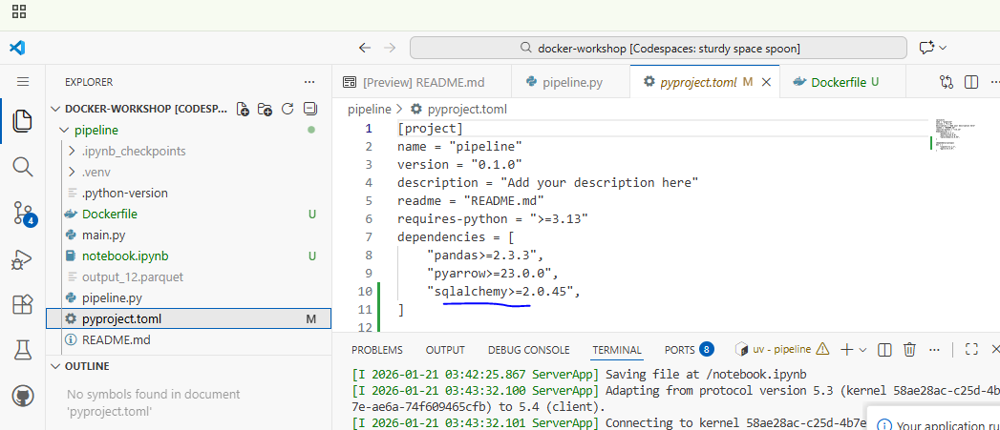 docker-workshop [Codespaces: sturdy space spoon]
EXPLORER
DOCKER-WORKSHOP [CODESP...
pipeline
.ipynb_checkpoints
.venv
.python-version
Dockerfile U
main.py
notebook.ipynb U
output_12.parquet
pipeline.py
pyproject.toml M
README.md
OUTLINE
No symbols found in document
'pyproject.toml'
4
[Preview] README.md
pipeline.py
pyproject.toml M
Dockerfile U
pipeline > pyproject.toml
1 [project]
2 name = "pipeline"
3 version = "0.1.0"
4 description = "Add your description here"
5 readme = "README.md"
6 requires-python = ">=3.13"
7 dependencies = [
8 "pandas>=2.3.3",
9 "pyarrow>=23.0.0",
10 "sqlalchemy>=2.0.45",
11 ]
12
PROBLEMS OUTPUT DEBUG CONSOLE TERMINAL PORTS 8 uv - pipeline
[I 2026-01-21 03:42:25.867 ServerApp] Saving file at /notebook.ipynb
[I 2026-01-21 03:43:32.100 ServerApp] Adapting from protocol version 5.3 (kernel 58ae28ac-c25d-4b
7e-ae6a-74f609465cfb) to 5.4 (client).
[I 2026-01-21 03:43:32.101 ServerApp] Connecting to kernel 58ae28ac-c25d-4b7e
Your application ru